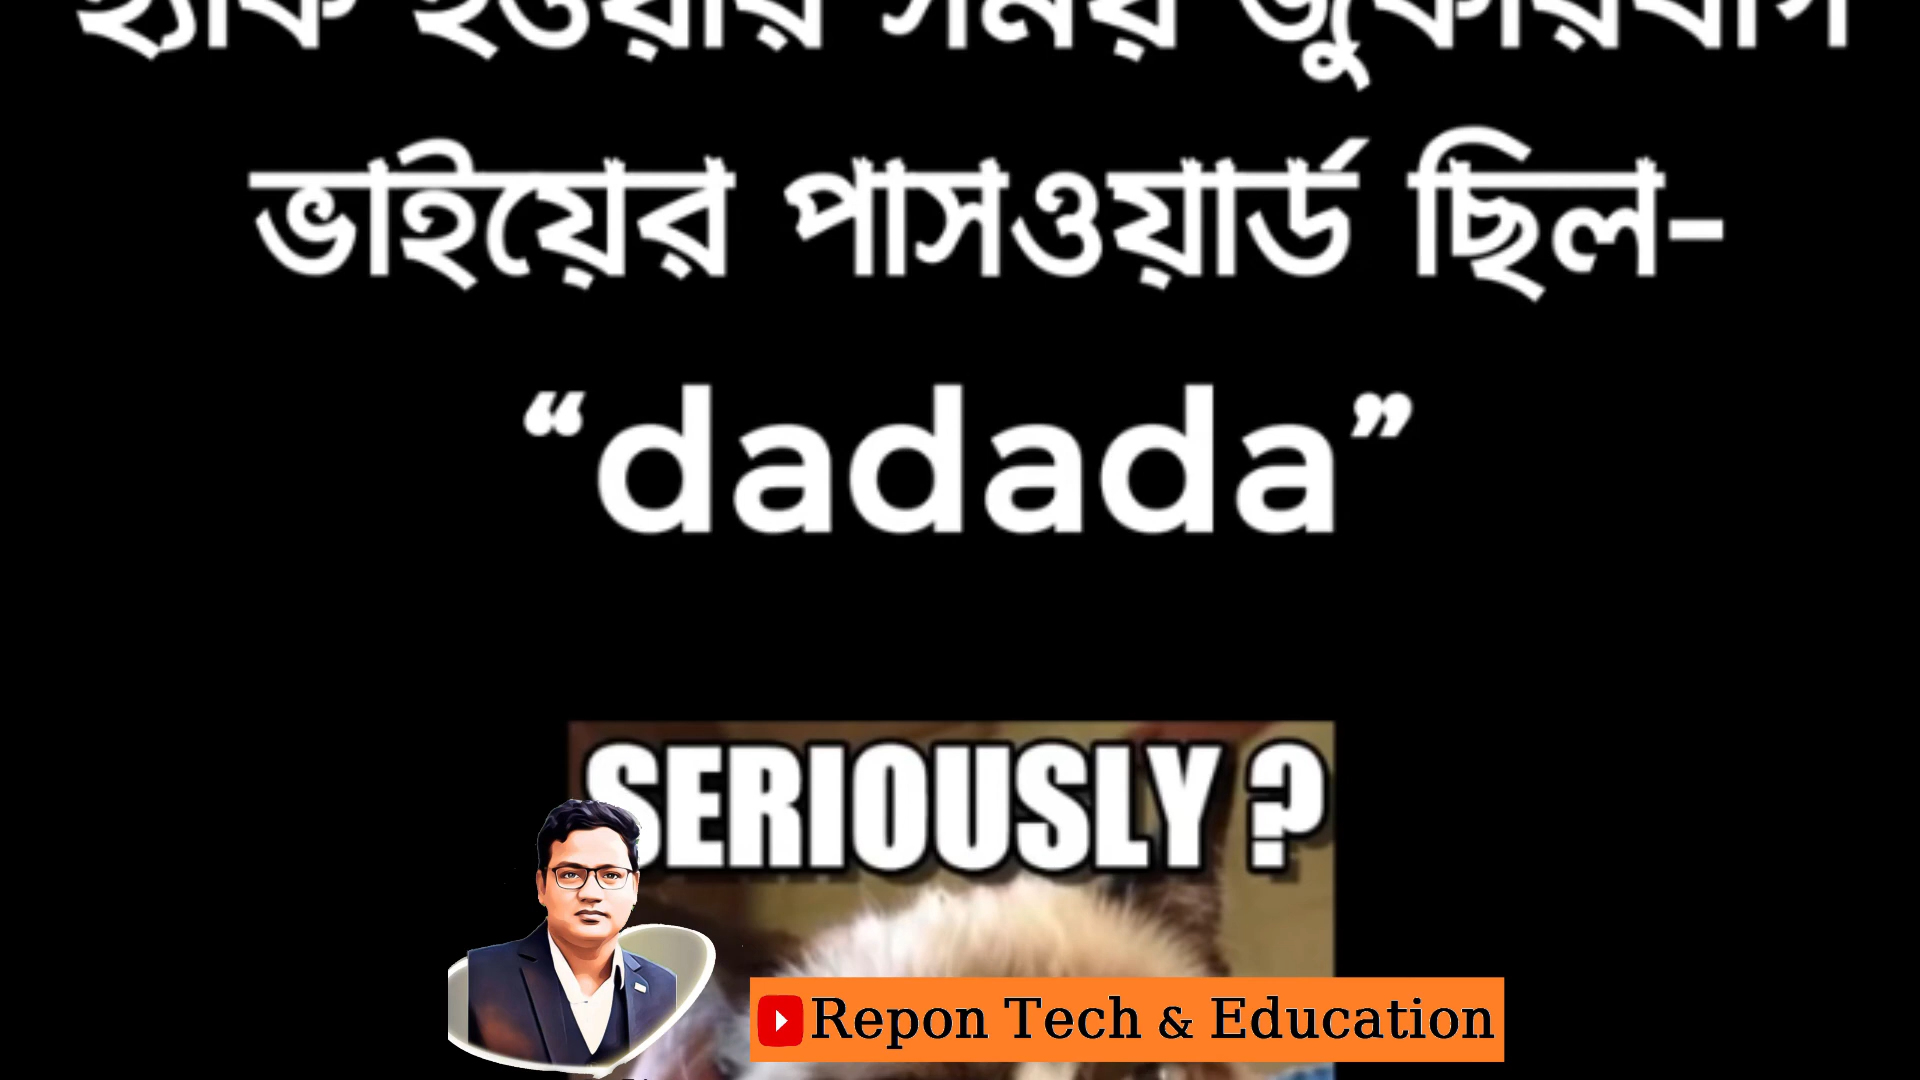 হ্যাক হওয়ার সময় জুকারবার্গ
ভাইয়ের পাসওয়ার্ড ছিল-
“dadada”
SERIOUSLY ?
Repon Tech & Education